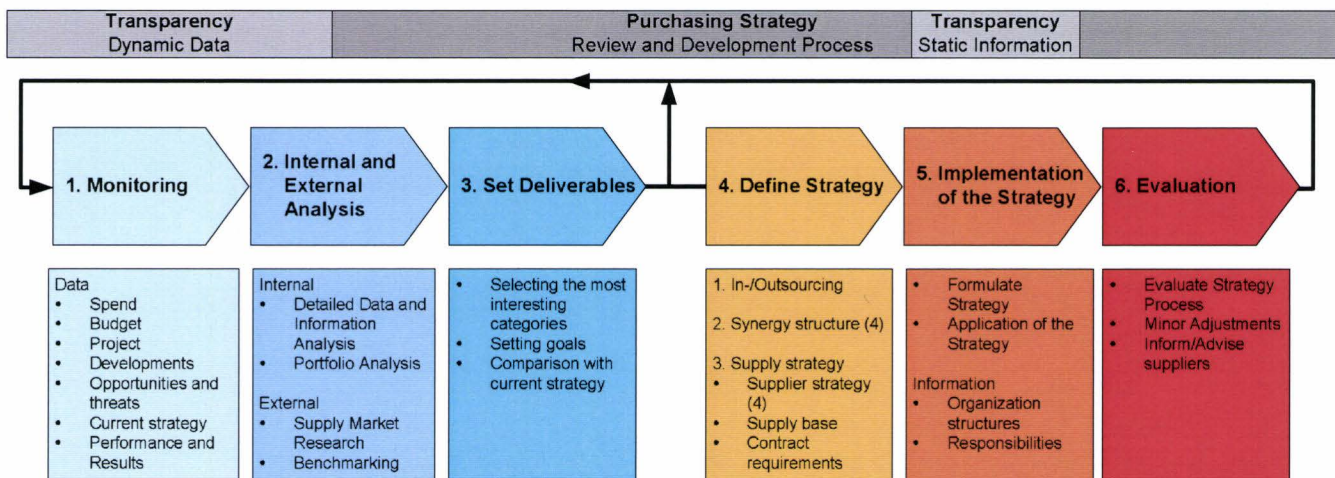 Transparency
Dynamic Data
Purchasing Strategy
Review and Development Process
Transparency
Static Information
1. Monitoring
2. Internal and
External
Analysis
3. Set Deliverables
4. Define Strategy
5. Implementation
of the Strategy
6. Evaluation
Data
• Spend
• Budget
• Project
• Developments
• Opportunities and
threats
• Current strategy
• Performance and
Results
Internal
• Detailed Data and
Information
Analysis
• Portfolio Analysis
External
• Supply Market
Research
• Benchmarking
• Selecting the most
interesting
categories
• Setting goals
• Comparison with
current strategy
1. In-/Outsourcing
2. Synergy structure (4)
3. Supply strategy
• Supplier strategy
(4)
• Supply base
• Contract
requirements
• Formulate
Strategy
• Application of the
Strategy
Information
• Organization
structures
• Responsibilities
• Evaluate Strategy
Process
• Minor Adjustments
• Inform/Advise
suppliers